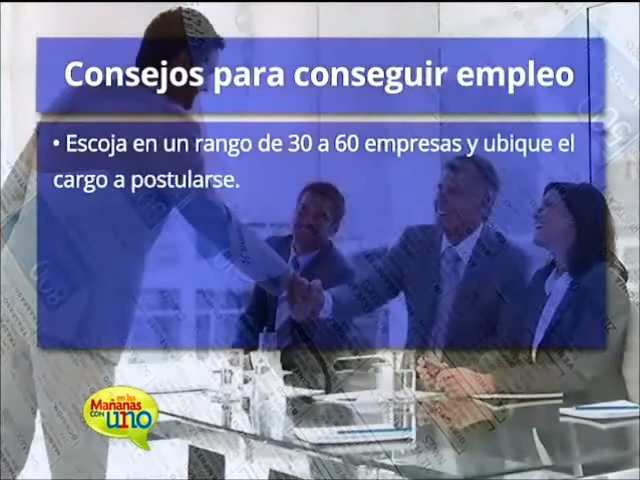 Consejos para conseguir empleo
• Escoja en un rango de 30 a 60 empresas y ubique el
cargo a postularse.
en las
Mañanas
CON
uno